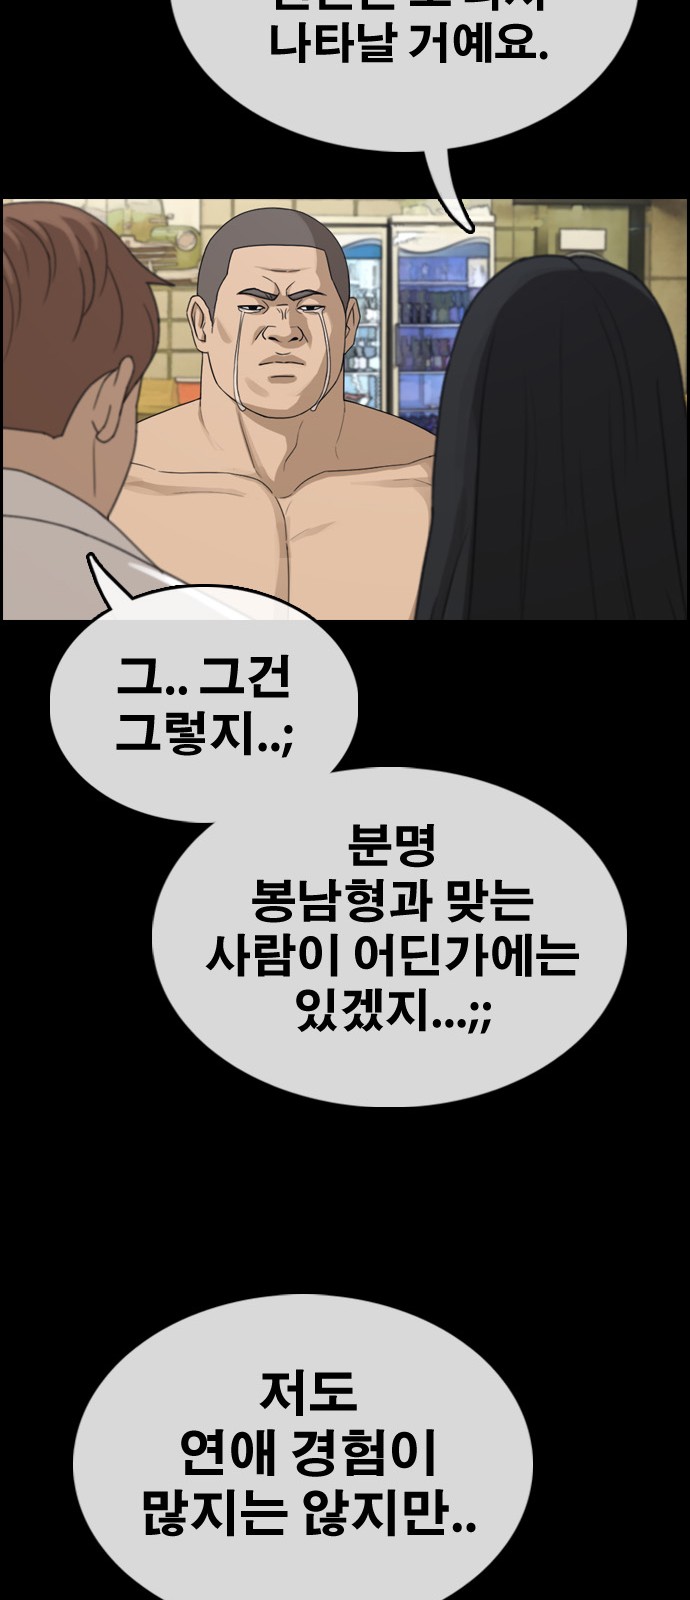 나타날 거예요.
그.. 그건
그렇지..;
분명
봉남형과 맞는
사람이 어딘가에는
있겠지...;;
저도
연애 경험이
많지는 않지만..